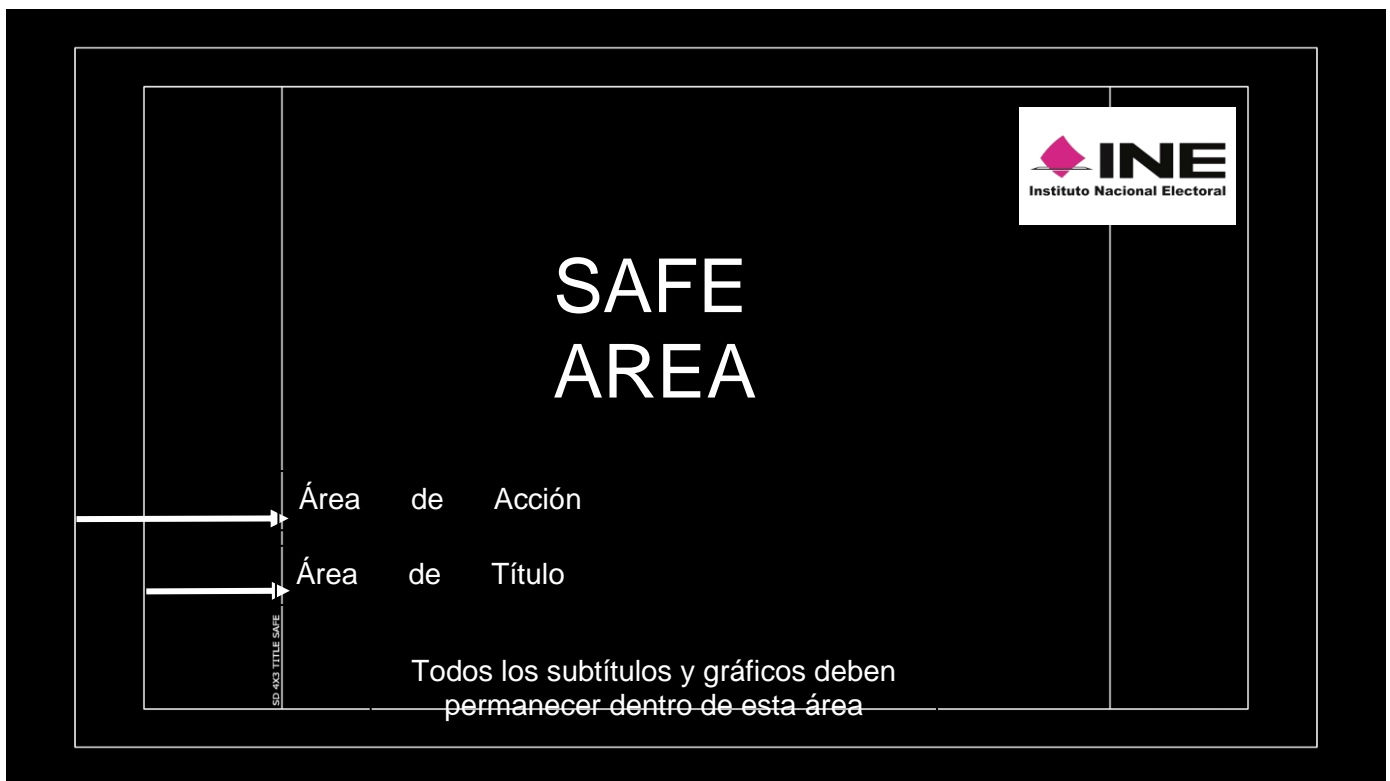 INE
Instituto Nacional Electoral
SAFE
AREA
Área de Acción
Área de Título
SD 4X3 TITLE SAFE
Todos los subtítulos y gráficos deben
permanecer dentro de esta área